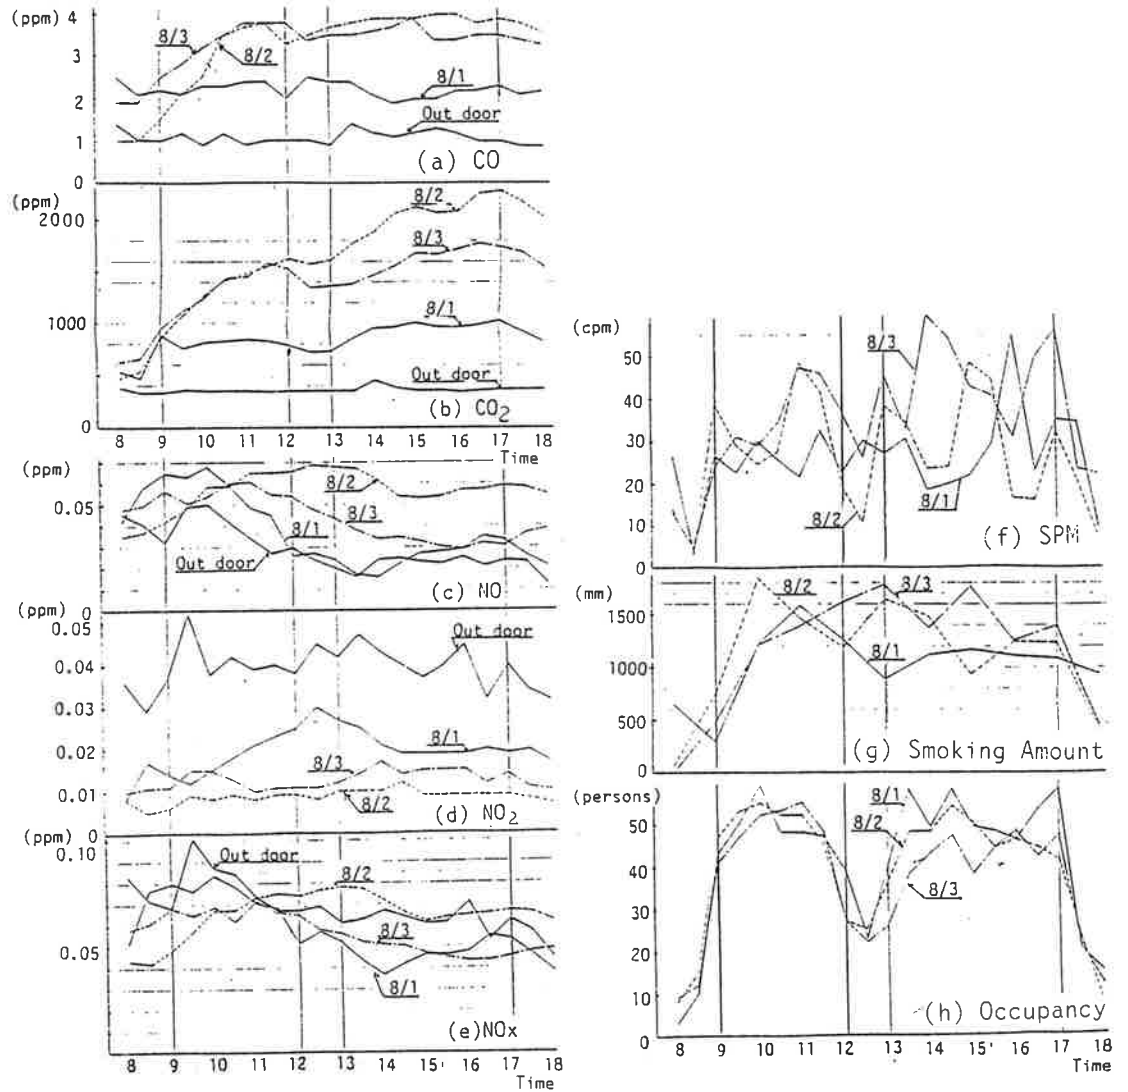 (ppm) 4
8/3
8/2
3
8/1
2
Out door
1
(a) CO
0
(ppm)
2000
8/2
8/3
1000
8/1
Out door
(b) CO2
0
8 9 10 11 12 13 14 15 16 17 18
Time
(ppm)
0.05
8/2
8/3
8/1
Out door
(c) NO
0
(ppm)
0.05
Out door
0.04
0.03
0.02
8/1
8/3
0.01
8/2
(d) NO2
0
(ppm)
0.10
Out door
8/2
8/3
0.05
8/1
(e)NOx
8 9 10 11 12 13 14 15 16 17 18
Time
(cpm)
50
8/3
40
30
20
8/1
10
8/2
(f) SPM
0
(mm)
1500
8/2
8/3
1000
8/1
500
(g) Smoking Amount
0
(persons)
50
8/1
8/2
40
30
8/3
20
10
(h) Occupancy
0
8 9 10 11 12 13 14 15 16 17 18
Time